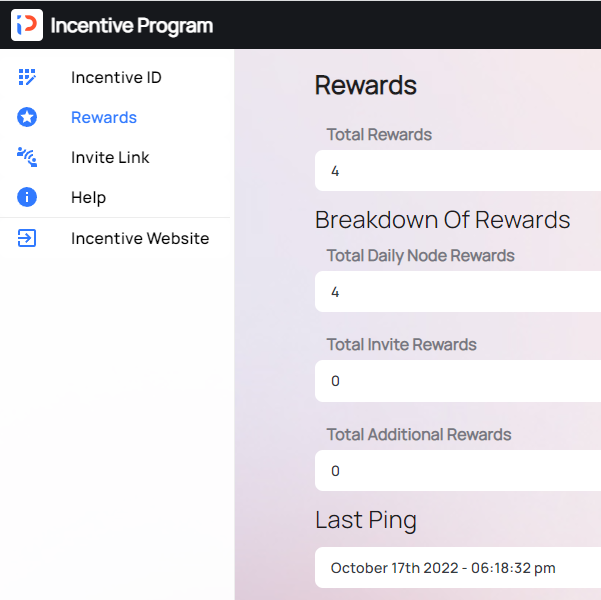 Incentive Program
Incentive ID
Rewards
Invite Link
Help
Incentive Website
Rewards
Total Rewards
4
Breakdown Of Rewards
Total Daily Node Rewards
4
Total Invite Rewards
0
Total Additional Rewards
0
Last Ping
October 17th 2022 - 06:18:32 pm